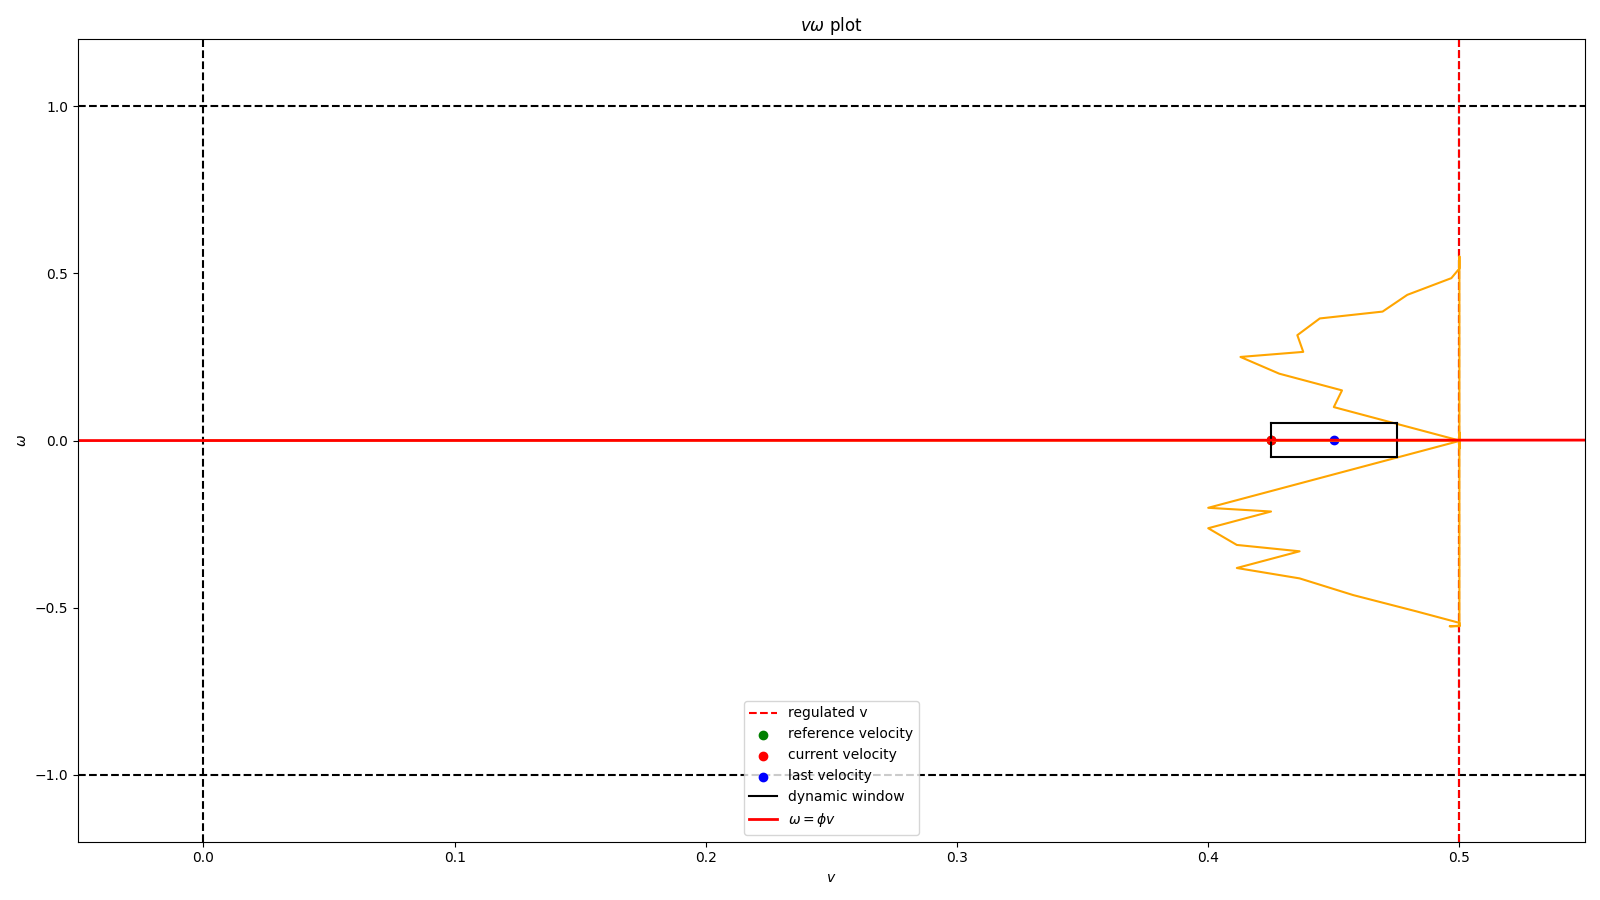 vω plot
1.0
0.5
0.0
−0.5
−1.0
ω
regulated v
reference velocity
current velocity
last velocity
dynamic window
ω = ϕv
0.0 0.1 0.2 0.3 0.4 0.5
v